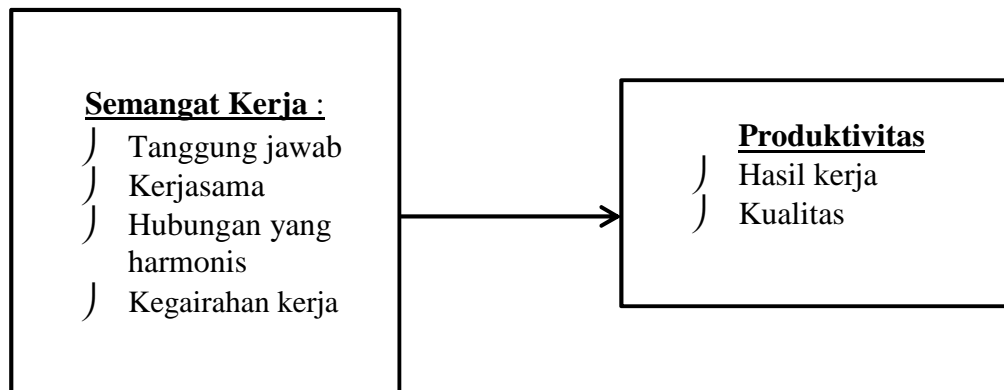 Semangat Kerja :
Tanggung jawab
Kerjasama
Hubungan yang
harmonis
Kegairahan kerja
Produktivitas
Hasil kerja
Kualitas